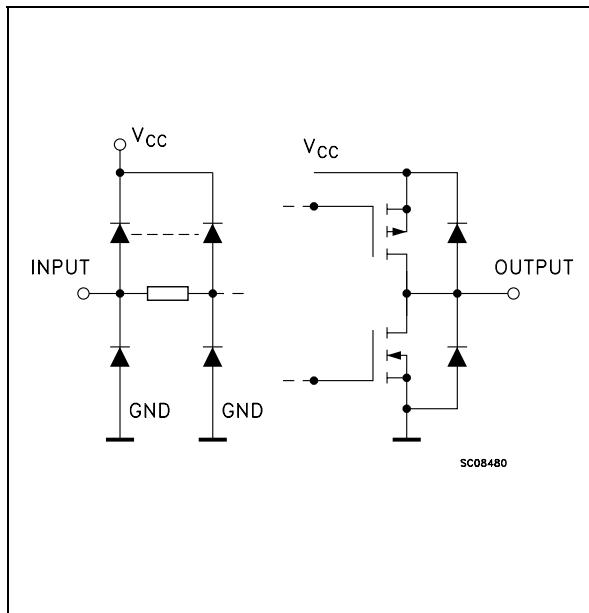 VCC
VCC
INPUT
OUTPUT
GND
GND
SC08480